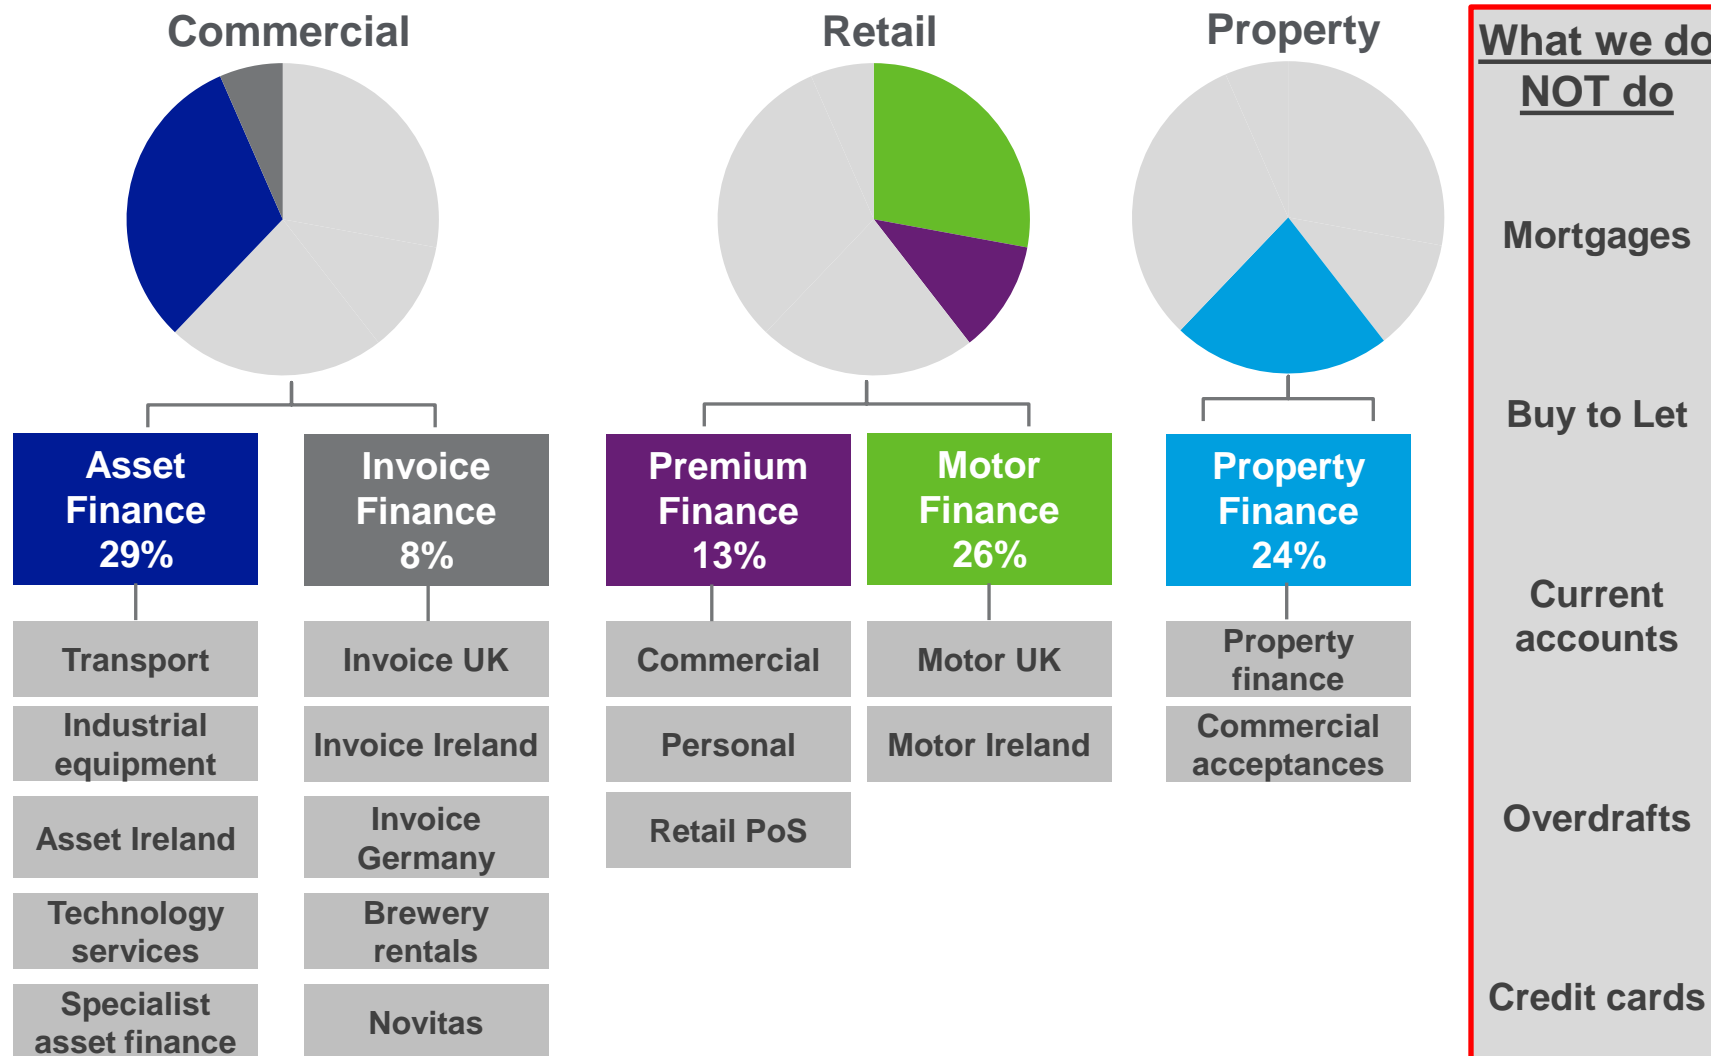 Commercial
Retail
Property
Asset
Finance
29%
Invoice
Finance
8%
Premium
Finance
13%
Motor
Finance
26%
Property
Finance
24%
Transport
Industrial
equipment
Asset Ireland
Technology
services
Specialist
asset finance
Invoice UK
Invoice Ireland
Invoice
Germany
Brewery
rentals
Novitas
Commercial
Personal
Retail PoS
Motor UK
Motor Ireland
Property
finance
Commercial
acceptances
What we do
NOT do
Mortgages
Buy to Let
Current
accounts
Overdrafts
Credit cards